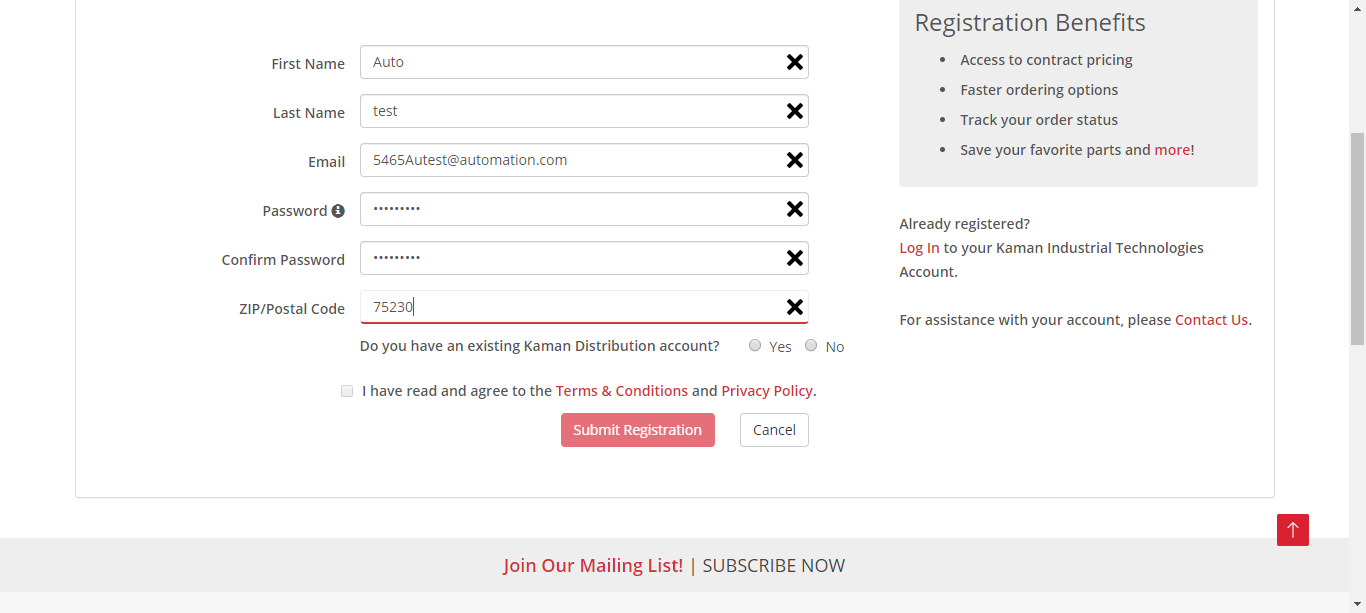 First Name Auto
Last Name test
Email 5465Autest@automation.com
Password •••••••••
Confirm Password •••••••••
ZIP/Postal Code 75230
Do you have an existing Kaman Distribution account? Yes No
I have read and agree to the Terms & Conditions and Privacy Policy.
Submit Registration Cancel
Registration Benefits
• Access to contract pricing
• Faster ordering options
• Track your order status
• Save your favorite parts and more!
Already registered?
Log In to your Kaman Industrial Technologies
Account.
For assistance with your account, please Contact Us.
Join Our Mailing List! | SUBSCRIBE NOW